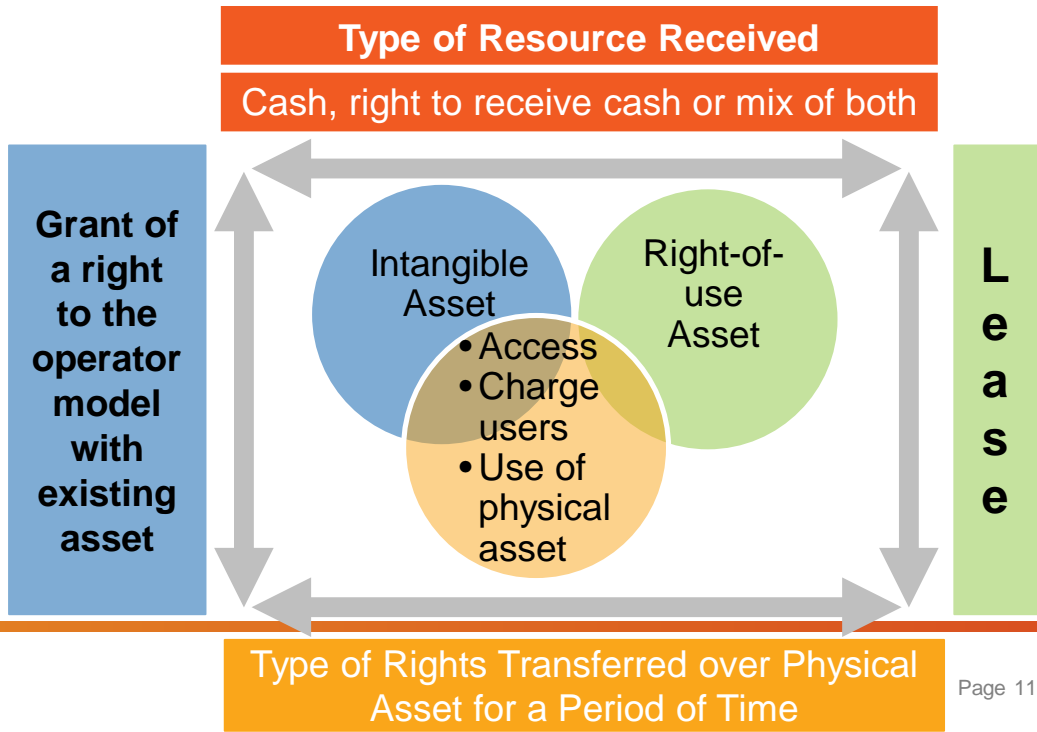 Type of Resource Received
Cash, right to receive cash or mix of both
Grant of
a right
to the
operator
model
with
existing
asset
Intangible
Asset
Right-of-
use
Asset
• Access
• Charge
users
• Use of
physical
asset
L
e
a
s
e
Type of Rights Transferred over Physical
Asset for a Period of Time
Page 11